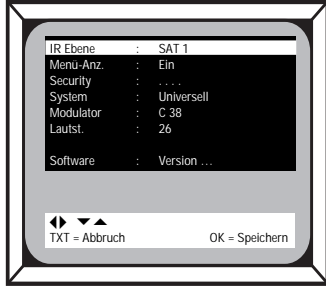 IR Ebene : SAT 1
Menü-Anz. : Ein
Security : . . . .
System : Universell
Modulator : C 38
Lautst. : 26
Software : Version ...
TXT = Abbruch OK = Speichern